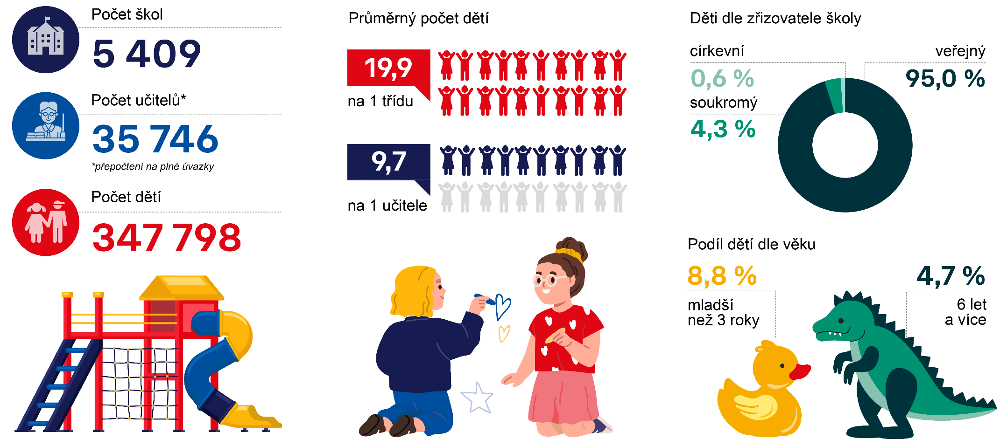 Počet škol
5 409
Počet učitelů*
35 746
*přepočtení na plné úvazky
Počet dětí
347 798
Průměrný počet dětí
19,9
na 1 třídu
9,7
na 1 učitele
Děti dle zřizovatele školy
církevní
0,6 %
soukromý
4,3 %
veřejný
95,0 %
Podíl dětí dle věku
8,8 %
mladší
než 3 roky
4,7 %
6 let
a více